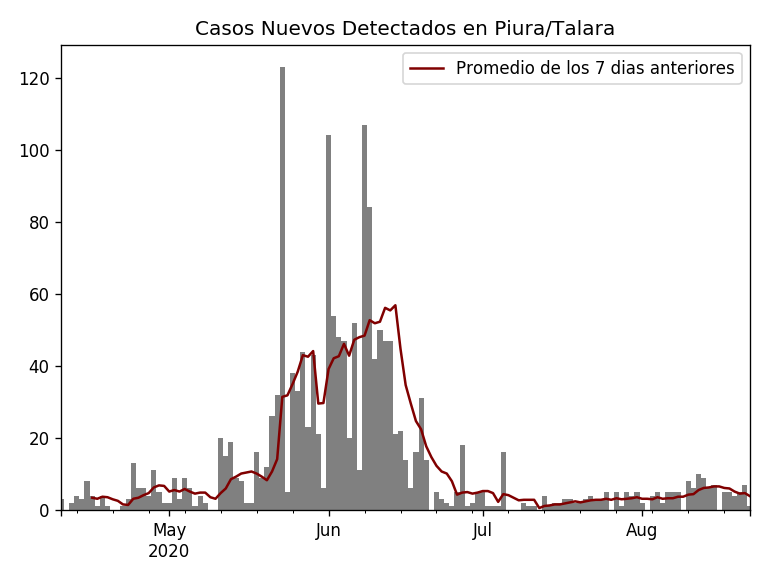 Casos Nuevos Detectados en Piura/Talara
Promedio de los 7 dias anteriores
120
100
80
60
40
20
0
May Jun Jul Aug
2020